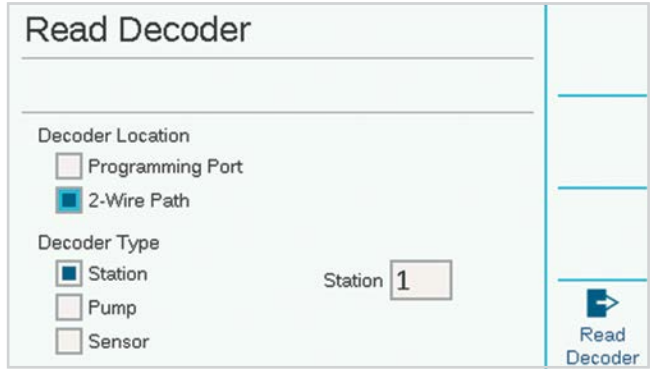 Read Decoder
Decoder Location
Programming Port
2-Wire Path
Decoder Type
Station
Station 1
Pump
Sensor
Read
Decoder